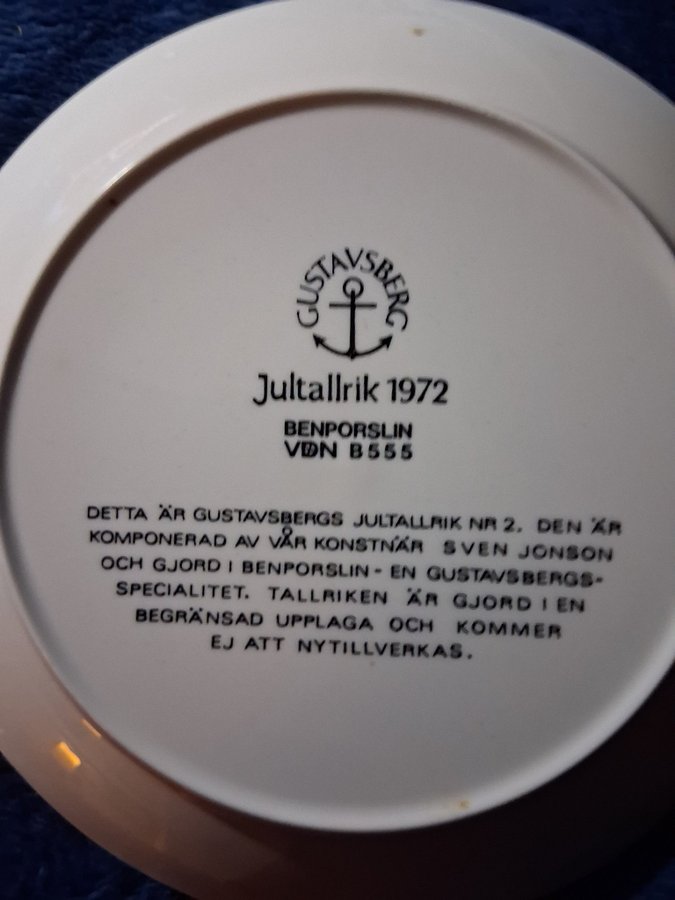 GUSTAVSBERG
Jultallrik 1972
BENPORSLIN
VDN B555
DETTA ÄR GUSTAVSBERGS JULTALLRIK NR 2. DEN ÄR
KOMPONERAD AV VÅR KONSTNÄR SVEN JONSON
OCH GJORD I BENPORSLIN - EN GUSTAVSBERGS-
SPECIALITET. TALLRIKEN ÄR GJORD I EN
BEGRÄNSAD UPPLAGA OCH KOMMER
EJ ATT NYTILLVERKAS.